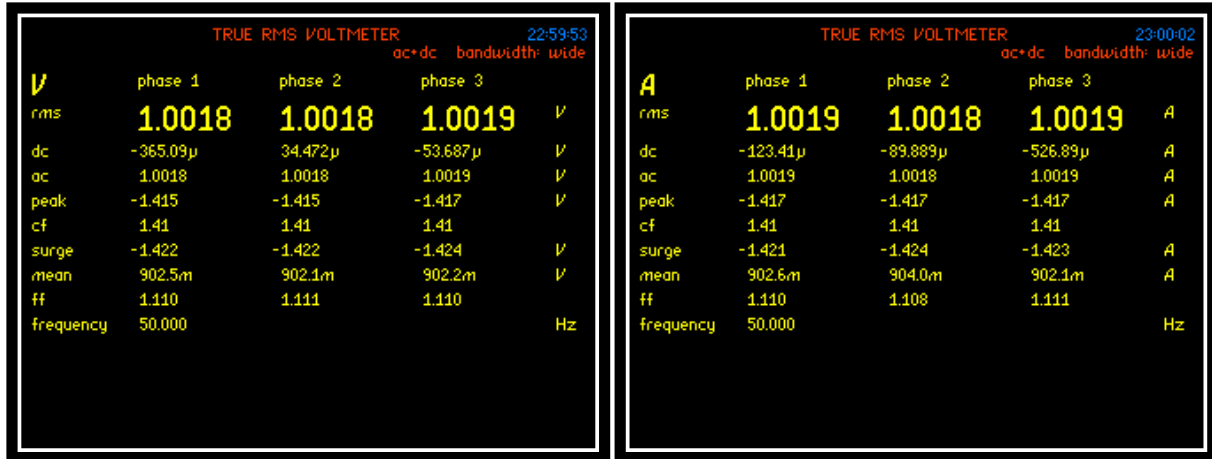 TRUE RMS VOLTMETER 22:59:53
ac+dc bandwidth: wide
V phase 1 phase 2 phase 3
rms 1.0018 1.0018 1.0019 V
dc -365.09µ 34.472µ -53.687µ V
ac 1.0018 1.0018 1.0019 V
peak -1.415 -1.415 -1.417 V
cf 1.41 1.41 1.41
surge -1.422 -1.422 -1.424 V
mean 902.5m 902.1m 902.2m V
ff 1.110 1.111 1.110
frequency 50.000 Hz
TRUE RMS VOLTMETER 23:00:02
ac+dc bandwidth: wide
A phase 1 phase 2 phase 3
rms 1.0019 1.0018 1.0019 A
dc -123.41µ -89.889µ -526.89µ A
ac 1.0019 1.0018 1.0019 A
peak -1.417 -1.417 -1.417 A
cf 1.41 1.41 1.41
surge -1.421 -1.424 -1.423 A
mean 902.6m 904.0m 902.1m A
ff 1.110 1.108 1.111
frequency 50.000 Hz